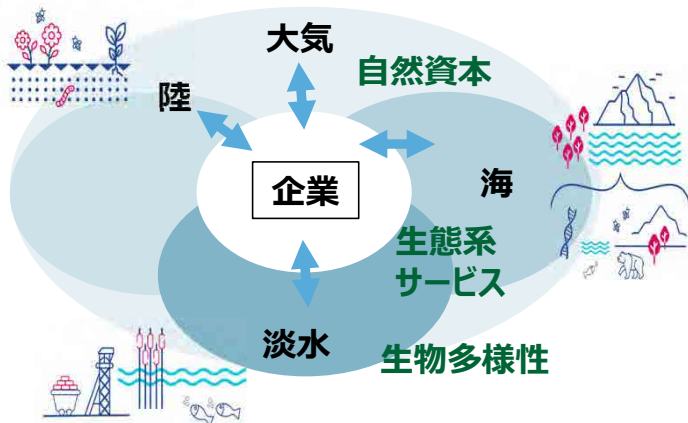 大気
自然資本
陸
企業
海
生態系
サービス
淡水
生物多様性